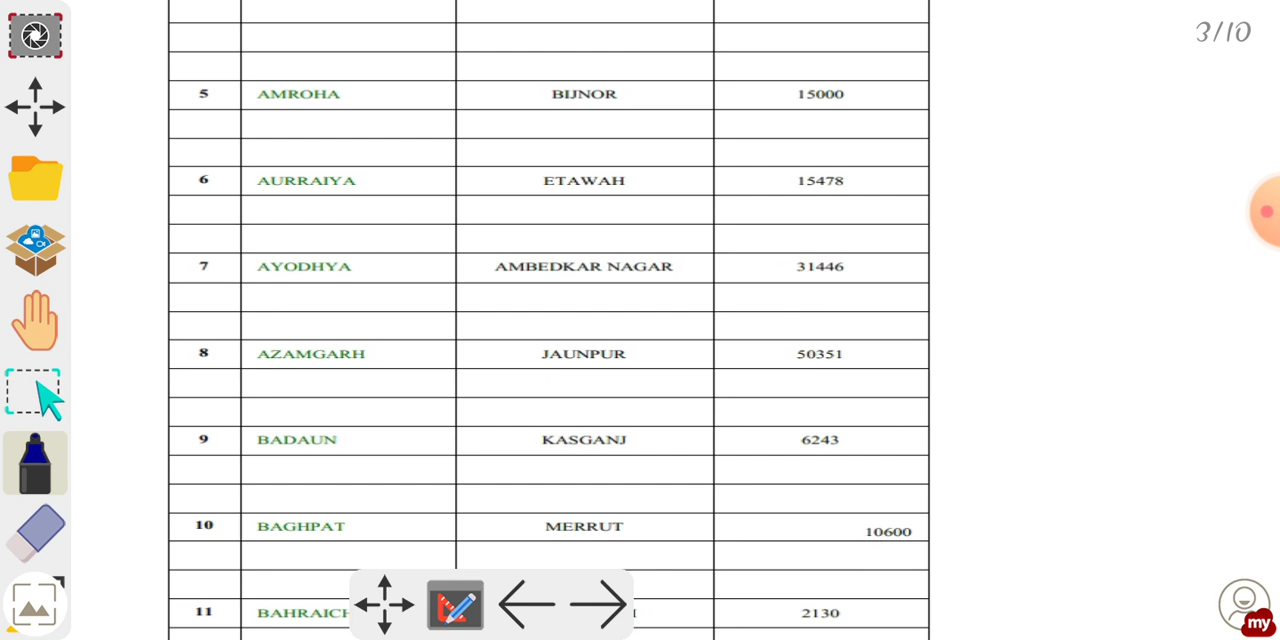 3/10
5 AMROHA BIJNOR 15000
6 AURRAIYA ETAWAH 15478
7 AYODHYA AMBEDKAR NAGAR 31446
8 AZAMGARH JAUNPUR 50351
9 BADAUN KASGANJ 6243
10 BAGHPAT MERRUT 10600
11 BAHRAICH 2130
my